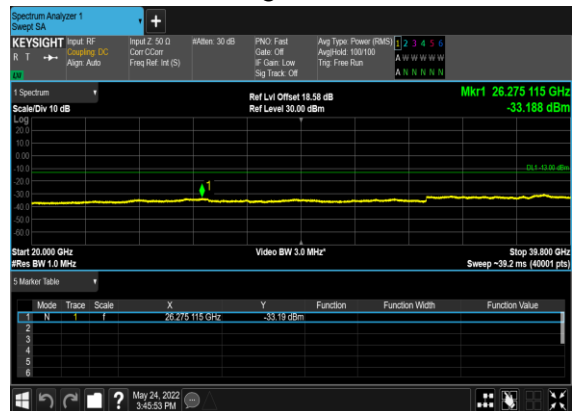 Spectrum Analyzer 1
Swept SA
+
KEYSIGHT Input: RF Input Z: 50 Ω #Atten: 30 dB PNO: Fast Avg Type: Power (RMS) 1 2 3 4 5 6
R T Coupling: DC Corr CCorr Gate: Off Avg|Hold: 100/100 A W W W W W
Align: Auto Freq Ref: Int (S) IF Gain: Low Trig: Free Run
Sig Track: Off A N N N N N
1 Spectrum Ref Lvl Offset 18.58 dB Mkr1 26.275 115 GHz
Scale/Div 10 dB Ref Level 30.00 dBm -33.188 dBm
Log
20.0
10.0
0.00
-10.0 DL1 -13.00 dBm
-20.0
1
-30.0
-40.0
-50.0
-60.0
Start 20.000 GHz Video BW 3.0 MHz* Stop 39.800 GHz
#Res BW 1.0 MHz Sweep ~39.2 ms (40001 pts)
5 Marker Table
Mode Trace Scale X Y Function Function Width Function Value
1 N 1 f 26.275 115 GHz -33.19 dBm
2
3
4
5
6
? May 24, 2022
3:45:53 PM